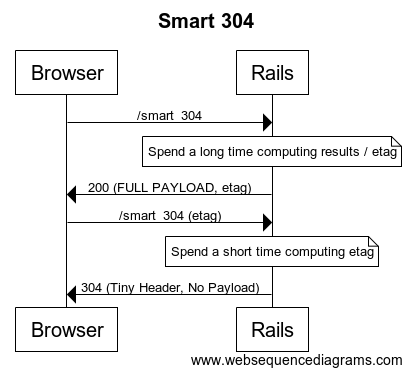 Smart 304
Browser Rails
/smart_304
Spend a long time computing results / etag
200 (FULL PAYLOAD, etag)
/smart_304 (etag)
Spend a short time computing etag
304 (Tiny Header, No Payload)
Browser Rails
www.websequencediagrams.com